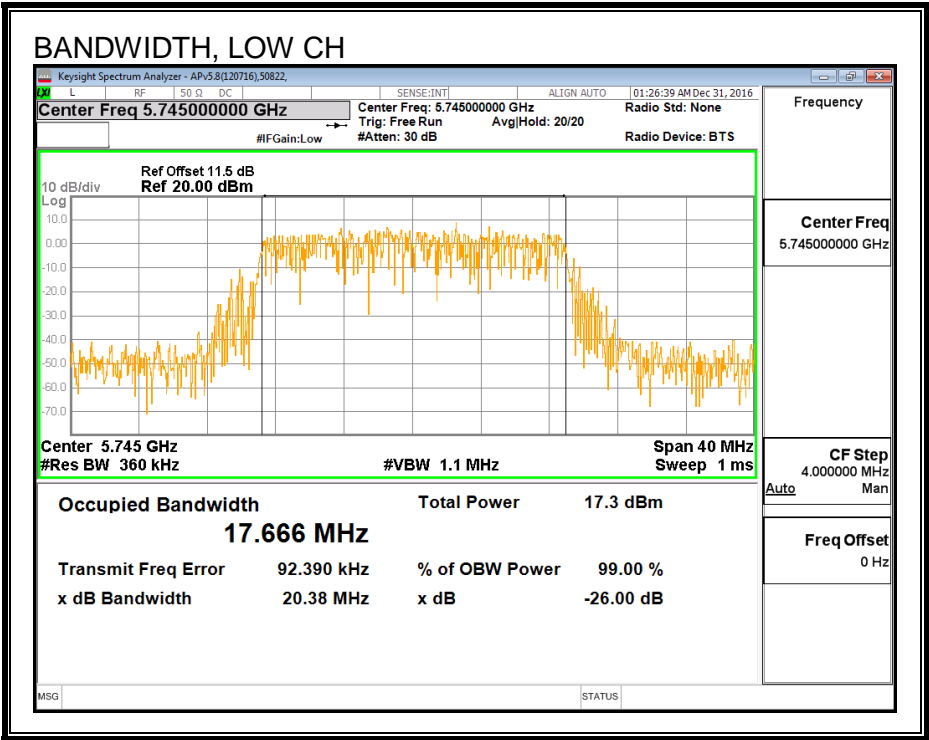 BANDWIDTH, LOW CH
Keysight Spectrum Analyzer - APv5.8(120716),50822,
LXI L RF 50 Ω DC SENSE:INT ALIGN AUTO 01:26:39 AM Dec 31, 2016
Center Freq 5.745000000 GHz
Center Freq: 5.745000000 GHz
Radio Std: None
Trig: Free Run Avg|Hold: 20/20
#IFGain:Low
#Atten: 30 dB
Radio Device: BTS
Ref Offset 11.5 dB
10 dB/div Ref 20.00 dBm
Log
10.0
0.00
-10.0
-20.0
-30.0
-40.0
-50.0
-60.0
-70.0
Center 5.745 GHz Span 40 MHz
#Res BW 360 kHz #VBW 1.1 MHz Sweep 1 ms
Occupied Bandwidth Total Power 17.3 dBm
17.666 MHz
Transmit Freq Error 92.390 kHz % of OBW Power 99.00 %
x dB Bandwidth 20.38 MHz x dB -26.00 dB
MSG STATUS
Frequency
Center Freq
5.745000000 GHz
CF Step
4.000000 MHz
Auto Man
Freq Offset
0 Hz